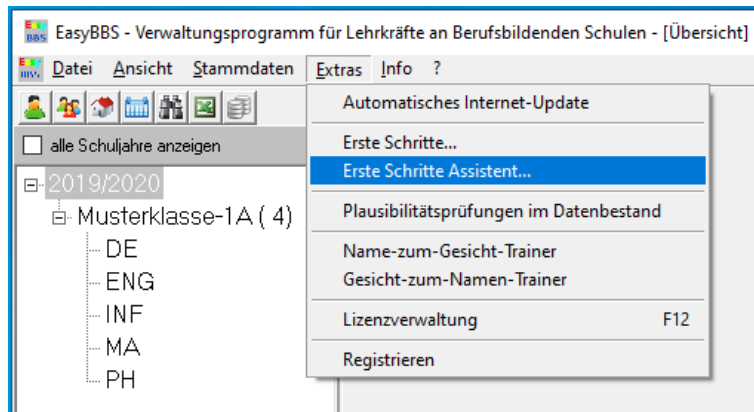 EasyBBS - Verwaltungsprogramm für Lehrkräfte an Berufsbildenden Schulen - [Übersicht]
Datei Ansicht Stammdaten Extras Info ?
Automatisches Internet-Update
alle Schuljahre anzeigen
Erste Schritte...
Erste Schritte Assistent...
2019/2020
Plausibilitätsprüfungen im Datenbestand
Musterklasse-1A ( 4)
DE
Name-zum-Gesicht-Trainer
ENG
Gesicht-zum-Namen-Trainer
INF
Lizenzverwaltung F12
MA
Registrieren
PH